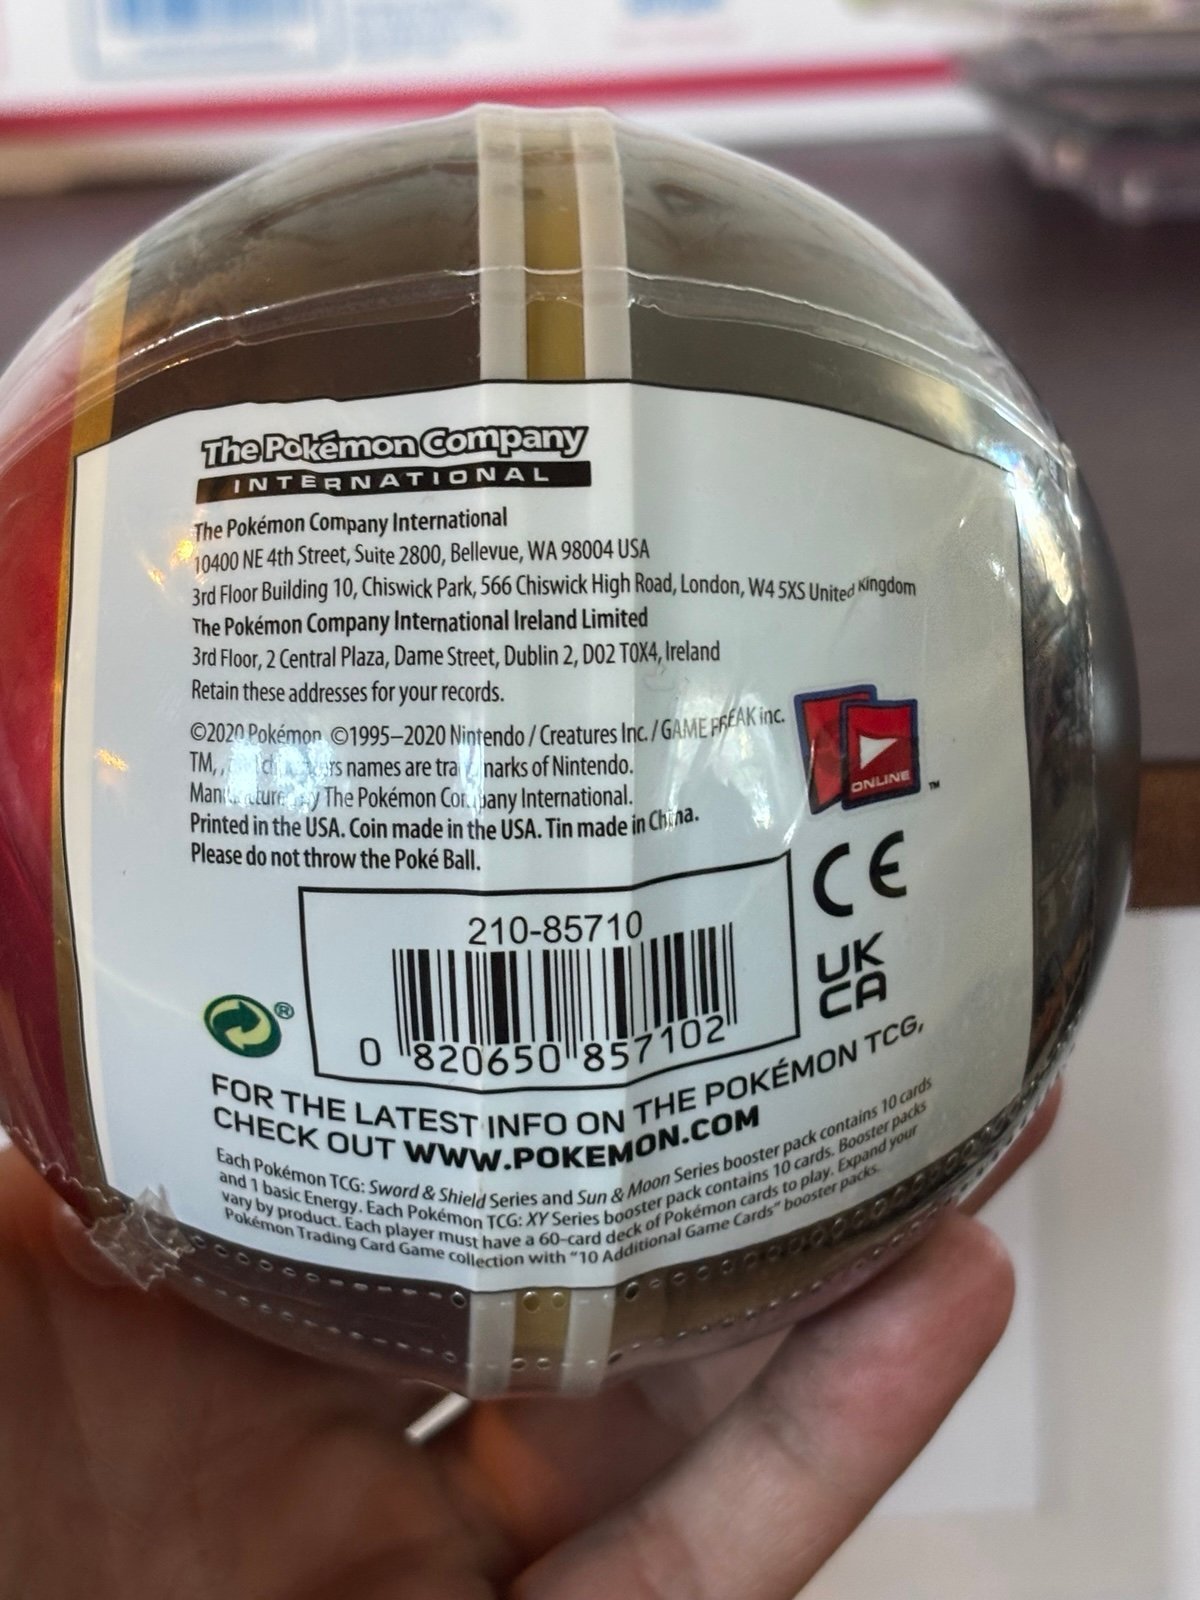 The Pokémon Company
INTERNATIONAL
The Pokémon Company International
10400 NE 4th Street, Suite 2800, Bellevue, WA 98004 USA
3rd Floor Building 10, Chiswick Park, 566 Chiswick High Road, London, W4 5XS United Kingdom
The Pokémon Company International Ireland Limited
3rd Floor, 2 Central Plaza, Dame Street, Dublin 2, D02 T0X4, Ireland
Retain these addresses for your records.
©2020 Pokémon ©1995–2020 Nintendo / Creatures Inc. / GAME FREAK inc.
TM, names are trademarks of Nintendo.
Manufactured by The Pokémon Company International.
Printed in the USA. Coin made in the USA. Tin made in China.
Please do not throw the Poké Ball.
ONLINE ™
CE
UK
CA
210-85710
0 820650 857102
®
FOR THE LATEST INFO ON THE POKÉMON TCG,
CHECK OUT WWW.POKEMON.COM
Each Pokémon TCG: Sword & Shield Series and Sun & Moon Series booster pack contains 10 cards
and 1 basic Energy. Each Pokémon TCG: XY Series booster pack contains 10 cards. Booster packs
vary by product. Each player must have a 60-card deck of Pokémon cards to play. Expand your
Pokémon Trading Card Game collection with "10 Additional Game Cards" booster packs.